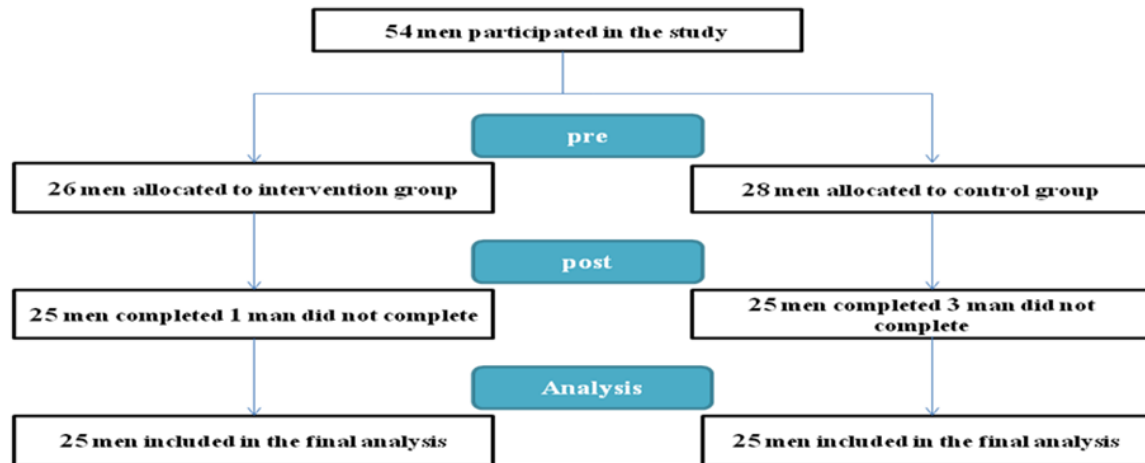 54 men participated in the study
pre
26 men allocated to intervention group
28 men allocated to control group
post
25 men completed 1 man did not complete
25 men completed 3 man did not
complete
Analysis
25 men included in the final analysis
25 men included in the final analysis